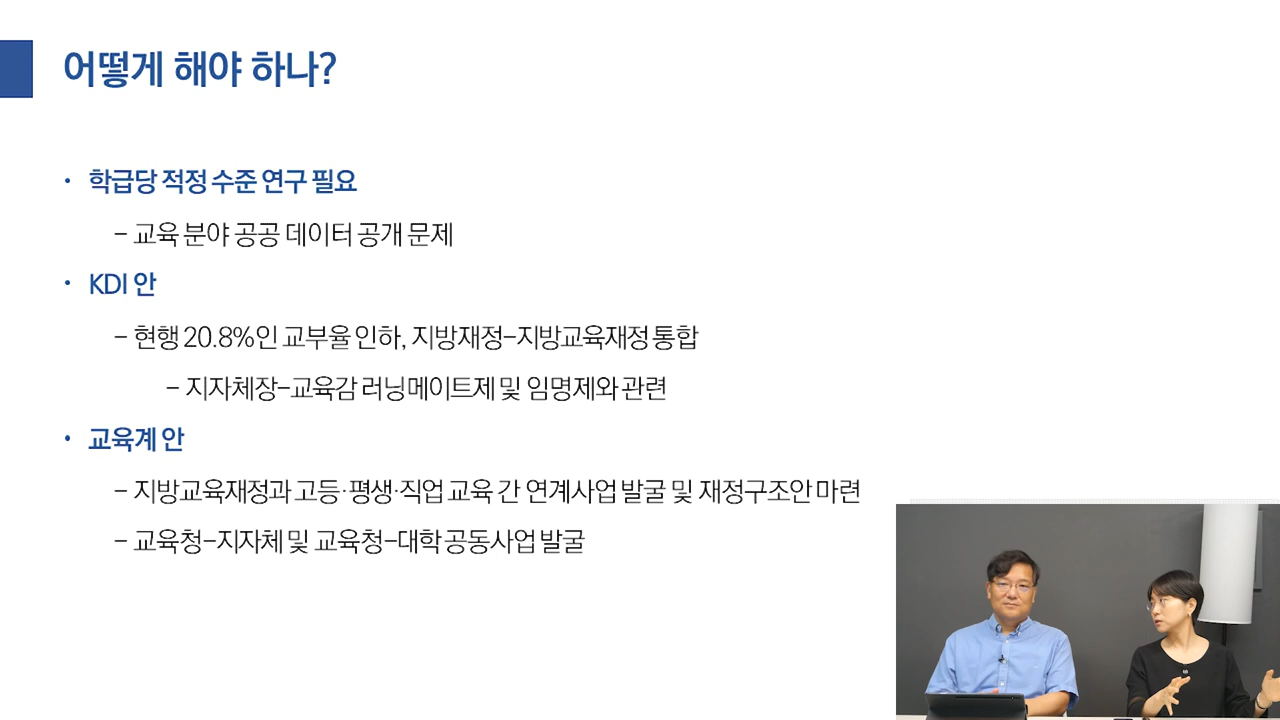 어떻게 해야 하나?
• 학급당 적정 수준 연구 필요
– 교육 분야 공공 데이터 공개 문제
• KDI 안
– 현행 20.8%인 교부율 인하, 지방재정–지방교육재정 통합
– 지자체장–교육감 러닝메이트제 및 임명제와 관련
• 교육계 안
– 지방교육재정과 고등·평생·직업 교육 간 연계사업 발굴 및 재정구조안 마련
– 교육청–지자체 및 교육청–대학 공동사업 발굴